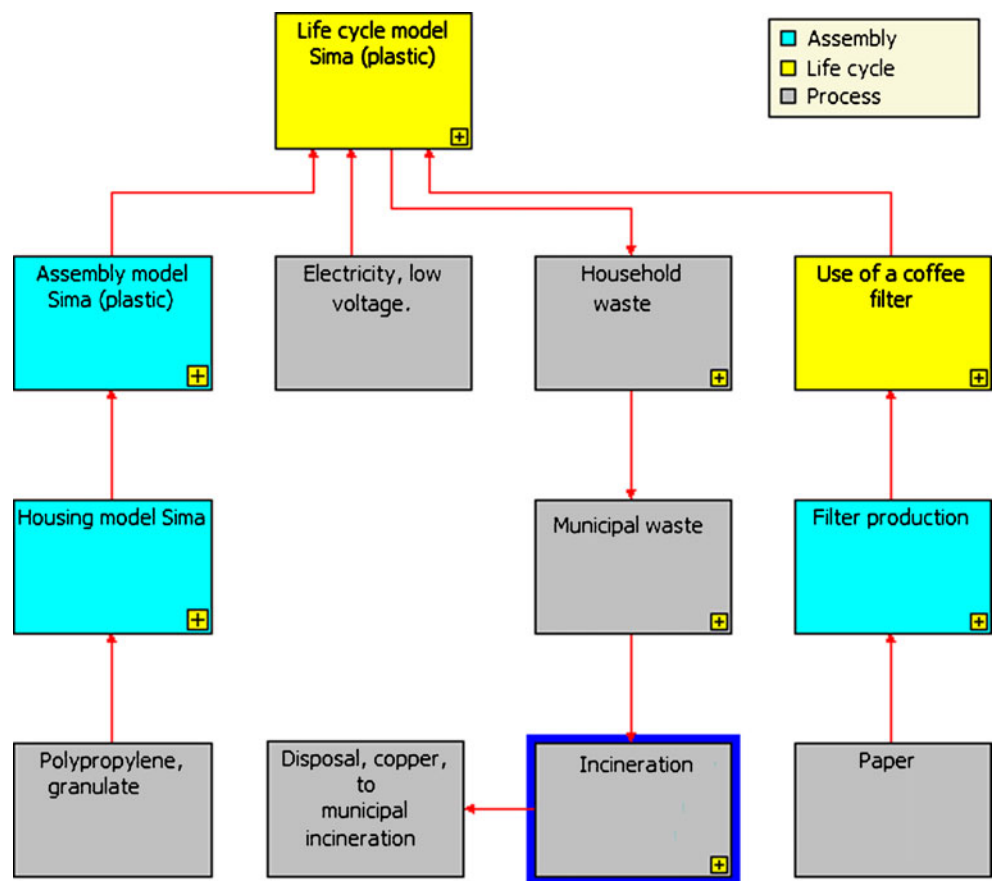 Life cycle model
Sima (plastic)
Assembly
Life cycle
Process
Assembly model
Sima (plastic)
Electricity, low
voltage.
Household
waste
Use of a coffee
filter
Housing model Sima
Municipal waste
Filter production
Polypropylene,
granulate
Disposal, copper,
to
municipal
incineration
Incineration
Paper